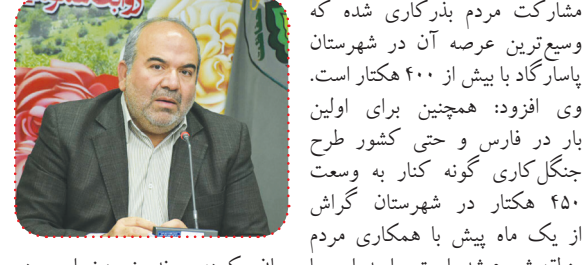 مشارکت مردم بذرکاری شده که
وسیع‌ترین عرصه آن در شهرستان
پاسارگاد با بیش از ۴۰۰ هکتار است.
وی افزود: همچنین برای اولین
بار در فارس و حتی کشور طرح
جنگل‌کاری گونه کنار به وسعت
۴۵۰ هکتار در شهرستان گراش
از یک ماه پیش با همکاری مردم